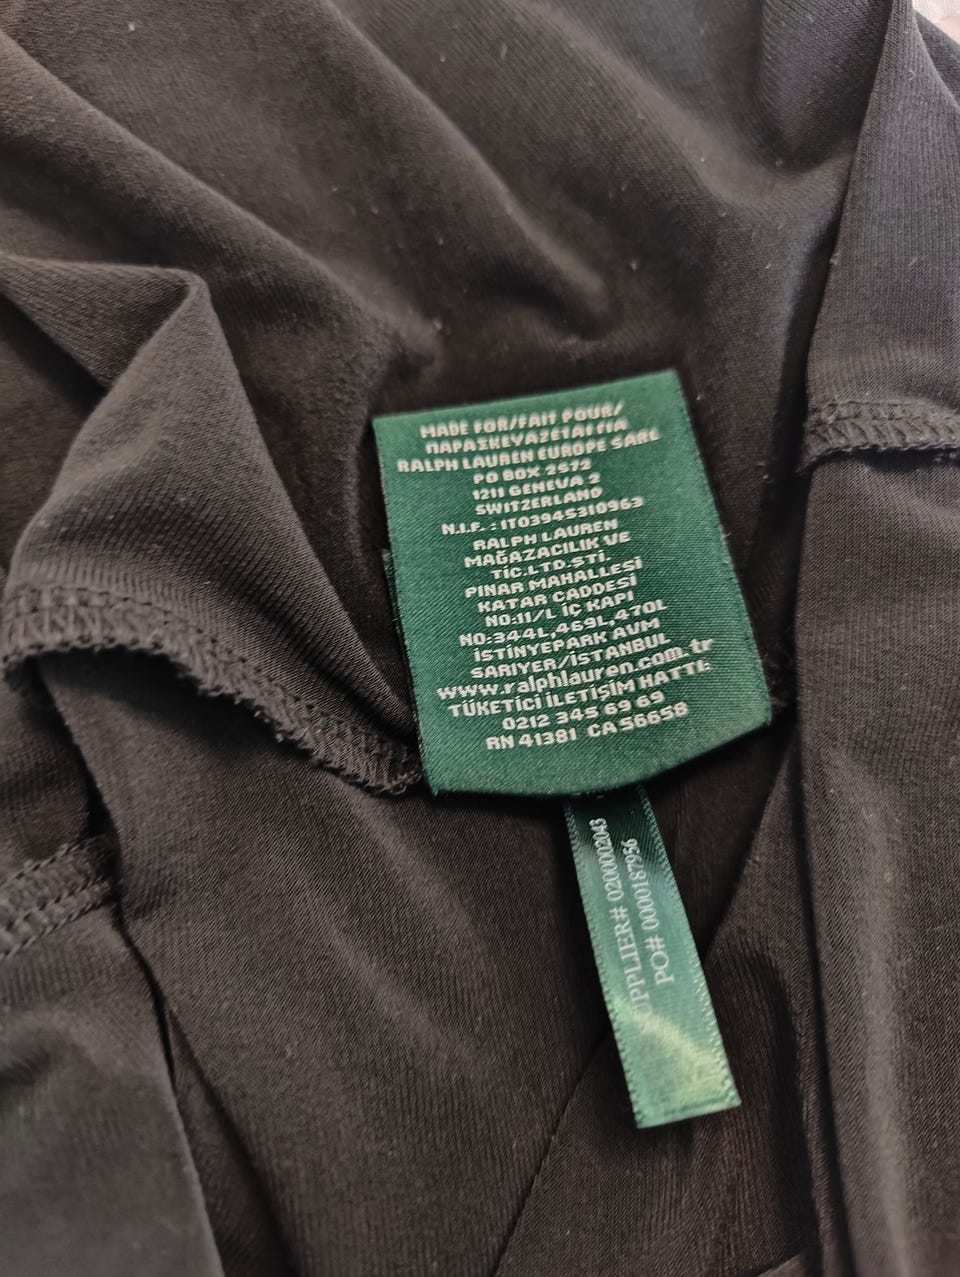 MADE FOR/FAIT POUR/
ΠΑΡΑΣΚΕΥΑΖΕΤΑΙ ΓΙΑ
RALPH LAUREN EUROPE SARL
PO BOX 2572
1211 GENEVA 2
SWITZERLAND
N.I.F. : IT03945310963
RALPH LAUREN
MAĞAZACILIK VE
TİC.LTD.ŞTİ.
PINAR MAHALLESİ
KATAR CADDESİ
NO:11/L İÇ KAPI
NO:344L,469L,470L
İSTİNYEPARK AVM
SARIYER/İSTANBUL
www.ralphlauren.com.tr
TÜKETİCİ İLETİŞİM HATTI:
0212 345 69 69
RN 41381 CA 56658
SUPPLIER# 0200002043
PO# 0000187956